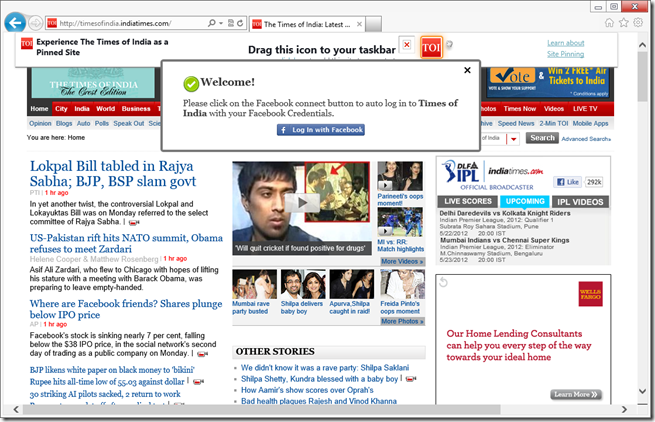 http://timesofindia.indiatimes.com/
The Times of India: Latest ...
TOI
Experience The Times of India as a
Pinned Site
Drag this icon to your taskbar
TOI
Learn about
Site Pinning
THE TIMES OF INDIA
The Crest Edition
Vote
& WIN 2 FREE* Air
Tickets to India
* Conditions apply
Home City India World Business
Photos Times Now Videos LIVE TV
Opinion Blogs Auto Polls Speak Out
2-min TOI Mobile Apps
You are here: Home
Search
Advanced Search»
Welcome!
Please click on the Facebook connect button to auto log in to Times of
India with your Facebook Credentials.
Log In with Facebook
Lokpal Bill tabled in Rajya
Sabha; BJP, BSP slam govt
PTI | 1 hr ago
In yet another twist, the controversial Lokpal and
Lokayuktas Bill was on Monday referred to the select
committee of Rajya Sabha. |
US-Pakistan rift hits NATO summit, Obama
refuses to meet Zardari
Helene Cooper & Matthew Rosenberg | 1 hr ago
Asif Ali Zardari, who flew to Chicago with hopes of lifting
his stature with a meeting with Barack Obama, was
preparing to leave empty-handed.
Where are Facebook friends? Shares plunge
below IPO price
AP | 1 hr ago
Facebook's stock is sinking nearly 7 per cent, falling
below the $38 IPO price, in the social network's second
day of trading as a public company on Monday. |
BJP likens white paper on black money to 'bikini'
Rupee hits all-time low of 55.03 against dollar |
30 striking AI pilots sacked, 2 return to work
'Will quit cricket if found positive for drugs'
Parineeti's oops
moment!
MI vs: RR:
Match highlights
More Videos »
Mumbai rave
party busted
Shilpa delivers
baby boy
Apurva,Shilpa
caught in raid!
Freida Pinto's
oops moment
More Photos »
OTHER STORIES
We didn't know it was a rave party: Shilpa Saklani
Shilpa Shetty, Kundra blessed with a baby boy |
How Aamir's show scores over Oprah's
Bad health plagues Rajesh and Vinod Khanna
DLF
IPL
indiatimes.com
OFFICIAL BROADCASTER
Like
292k
LIVE SCORES UPCOMING IPL VIDEOS
Delhi Daredevils vs Kolkata Knight Riders
Indian Premier League, 2012: Qualifier 1
Subrata Roy Sahara Stadium, Pune
5/22/2012 20:00 IST
Mumbai Indians vs Chennai Super Kings
Indian Premier League, 2012: Eliminator
M.Chinnaswamy Stadium, Bengaluru
5/23/2012 20:00 IST
WELLS
FARGO
Our Home Lending Consultants
can help you every step of the way
towards your ideal home
Learn More